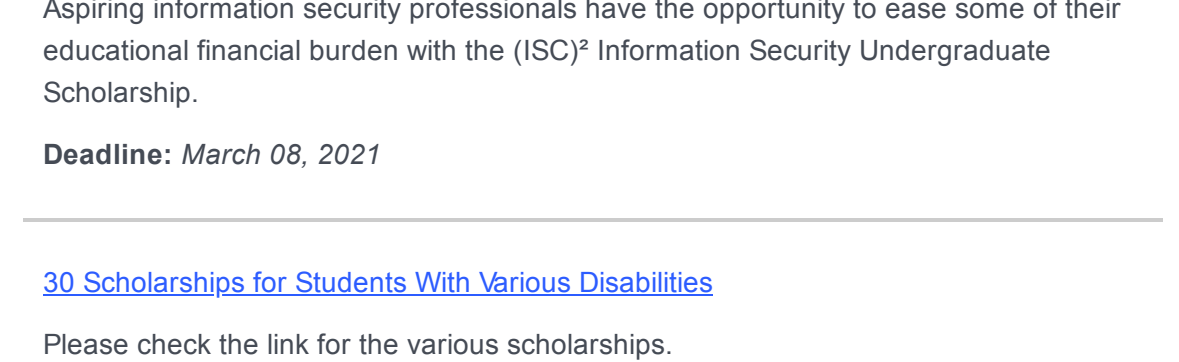 Aspiring information security professionals have the opportunity to ease some of their
educational financial burden with the (ISC)² Information Security Undergraduate
Scholarship.
Deadline: March 08, 2021
30 Scholarships for Students With Various Disabilities
Please check the link for the various scholarships.